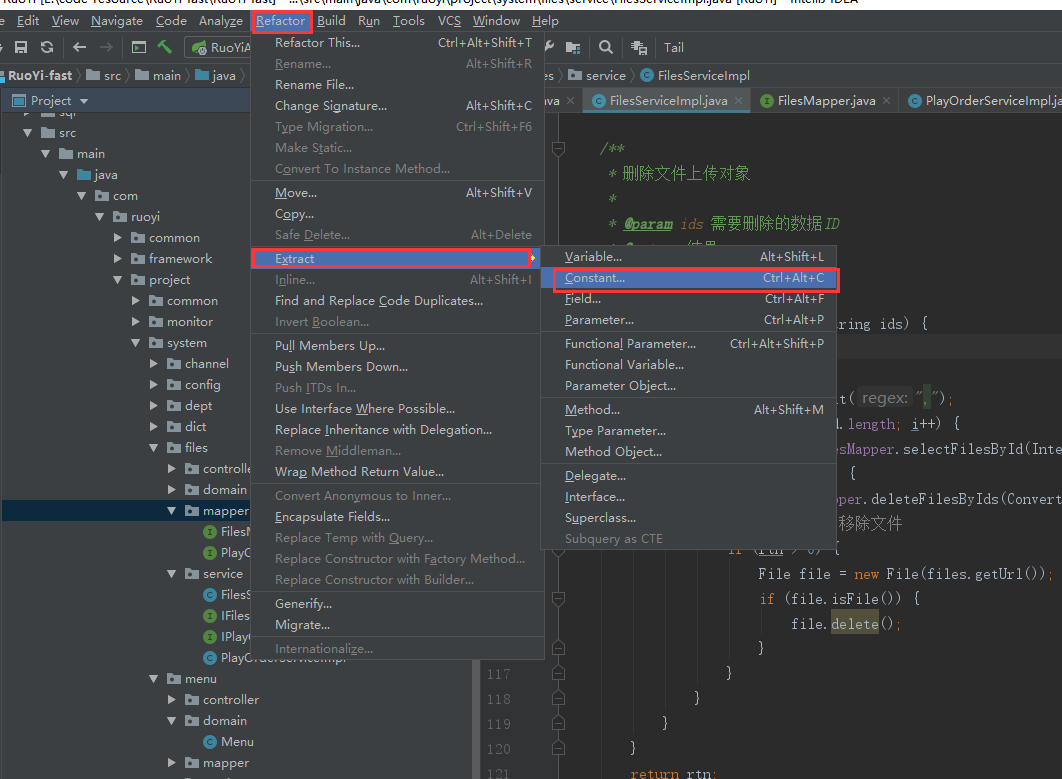 RuoYi [E:\code resource\RuoYi-fast\RuoYi-fast] - ...\src\main\java\com\ruoyi\project\system\files\service\FilesServiceImpl.java [RuoYi] - IntelliJ IDEA
Edit View Navigate Code Analyze Refactor Build Run Tools VCS Window Help
RuoYiA
Tail
RuoYi-fast src main java
service FilesServiceImpl
Project
FilesServiceImpl.java FilesMapper.java PlayOrderServiceImpl.ja
sql
src
main
java
com
ruoyi
common
framework
project
common
monitor
system
channel
config
dept
dict
files
controlle
domain
mapper
FilesM
PlayO
service
FilesS
IFiles
IPlayO
PlayOrderServiceImpl
menu
controller
domain
Menu
mapper
Refactor This... Ctrl+Alt+Shift+T
Rename... Alt+Shift+R
Rename File...
Change Signature... Alt+Shift+C
Type Migration... Ctrl+Shift+F6
Make Static...
Convert To Instance Method...
Move... Alt+Shift+V
Copy...
Safe Delete... Alt+Delete
Extract
Inline... Alt+Shift+I
Find and Replace Code Duplicates...
Invert Boolean...
Pull Members Up...
Push Members Down...
Push ITDs In...
Use Interface Where Possible...
Replace Inheritance with Delegation...
Remove Middleman...
Wrap Method Return Value...
Convert Anonymous to Inner...
Encapsulate Fields...
Replace Temp with Query...
Replace Constructor with Factory Method...
Replace Constructor with Builder...
Generify...
Migrate...
Internationalize...
Variable... Alt+Shift+L
Constant... Ctrl+Alt+C
Field... Ctrl+Alt+F
Parameter... Ctrl+Alt+P
Functional Parameter... Ctrl+Alt+Shift+P
Functional Variable...
Parameter Object...
Method... Alt+Shift+M
Type Parameter...
Method Object...
Delegate...
Interface...
Superclass...
Subquery as CTE
/**
* 删除文件上传对象
*
* @param ids 需要删除的数据ID
ring ids) {
t( regex: ",");
.length; i++) {
sMapper.selectFilesById(Inte
{
pper.deleteFilesByIds(Convert
移除文件
if (rtn > 0) {
File file = new File(files.getUrl());
if (file.isFile()) {
file.delete();
}
117 }
118 }
119 }
120 }
121 return rtn;